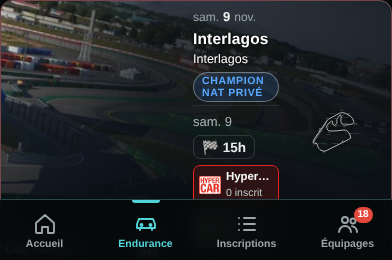 sam. 9 nov.
Interlagos
Interlagos
CHAMPION
NAT PRIVÉ
sam. 9
15h
HYPER
CAR
Hyper...
0 inscrit
18
Accueil
Endurance
Inscriptions
Équipages